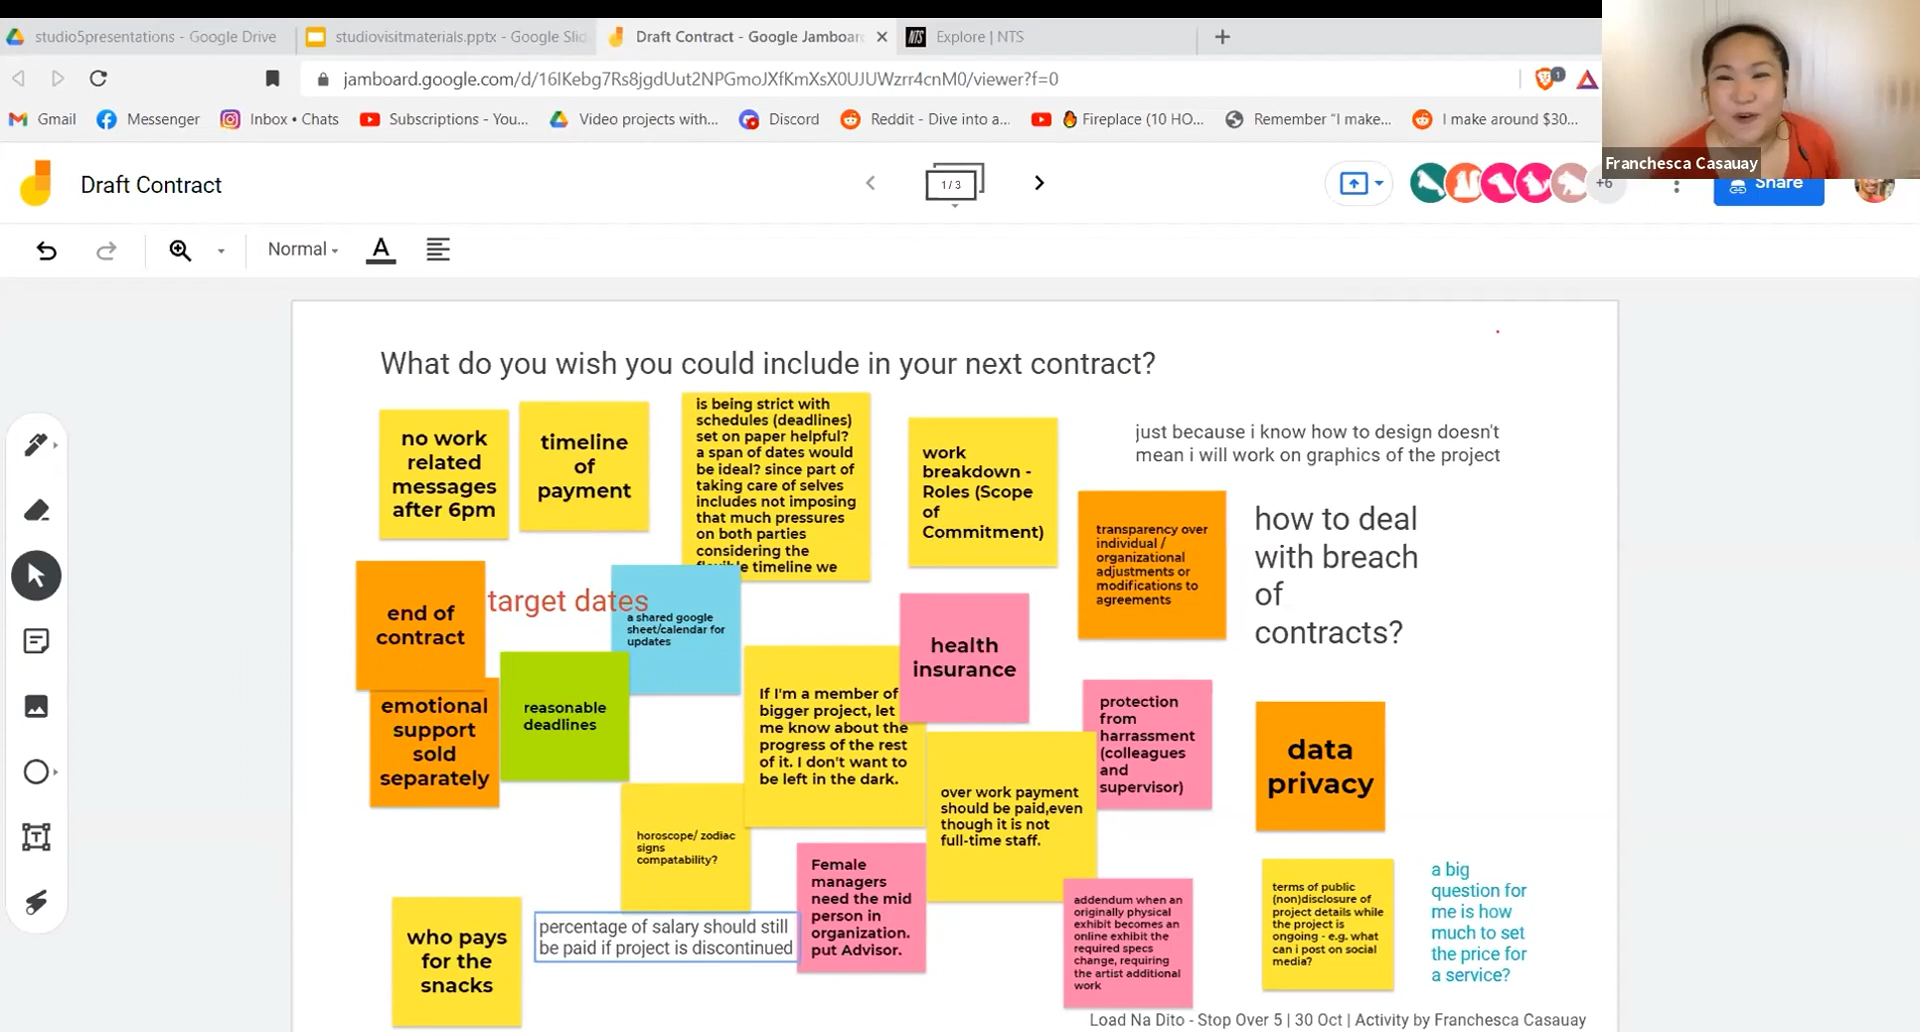 studio5presentations - Google Drive
studiovisitmaterials.pptx - Google Slid
Draft Contract - Google Jamboar
NTS
Explore | NTS
jamboard.google.com/d/16IKebg7Rs8jgdUut2NPGmoJXfKmXsX0UJUWzrr4cnM0/viewer?f=0
1
Gmail
Messenger
Inbox • Chats
Subscriptions - You...
Video projects with...
Discord
Reddit - Dive into a...
Fireplace (10 HO...
Remember “I make...
I make around $30...
Franchesca Casauay
Draft Contract
1 / 3
+6
Share
Normal
A
What do you wish you could include in your next contract?
no work
related
messages
after 6pm
timeline
of
payment
is being strict with
schedules (deadlines)
set on paper helpful?
a span of dates would
be ideal? since part of
taking care of selves
includes not imposing
that much pressures
on both parties
considering the
flexible timeline we
work
breakdown -
Roles (Scope
of
Commitment)
just because i know how to design doesn't
mean i will work on graphics of the project
transparency over
individual /
organizational
adjustments or
modifications to
agreements
how to deal
with breach
of
contracts?
end of
contract
target dates
a shared google
sheet/calendar for
updates
health
insurance
emotional
support
sold
separately
reasonable
deadlines
If I'm a member of
bigger project, let
me know about the
progress of the rest
of it. I don't want to
be left in the dark.
protection
from
harrassment
(colleagues
and
supervisor)
data
privacy
over work payment
should be paid,even
though it is not
full-time staff.
horoscope/ zodiac
signs
compatability?
Female
managers
need the mid
person in
organization.
put Advisor.
addendum when an
originally physical
exhibit becomes an
online exhibit the
required specs
change, requiring
the artist additional
work
terms of public
(non)disclosure of
project details while
the project is
ongoing - e.g. what
can i post on social
media?
a big
question for
me is how
much to set
the price for
a service?
who pays
for the
snacks
percentage of salary should still
be paid if project is discontinued
Load Na Dito - Stop Over 5 | 30 Oct | Activity by Franchesca Casauay